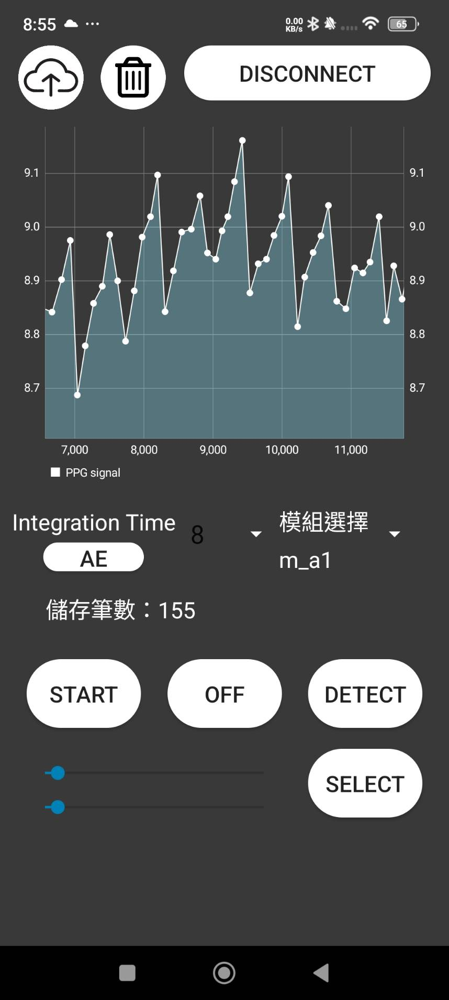 8:55
0.00
KB/s
65
DISCONNECT
9.1
9.1
9.0
9.0
8.9
8.9
8.8
8.8
8.7
8.7
7,000 8,000 9,000 10,000 11,000
PPG signal
Integration Time
8
模組選擇
AE
m_a1
儲存筆數：155
START
OFF
DETECT
SELECT